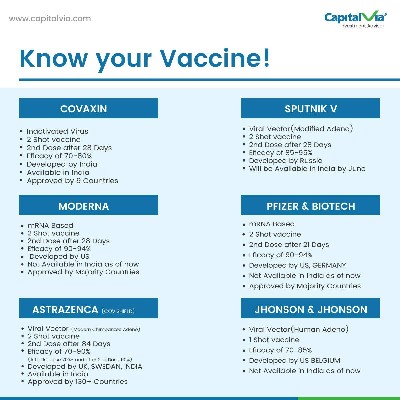 www.capitalvia.com
CapitalVia
Know your Vaccine!
COVAXIN
Inactivated Virus
2 Shot vaccine
2nd Dose after 28 Days
Efficacy of 70-80%
Developed by India
Available in India
Approved by 9 Countries
SPUTNIK V
Viral Vector(Modified Adeno)
2 Shot vaccine
2nd Dose after 28 Days
Efficacy of 85-95%
Developed by Russia
Will be Available in India by June
MODERNA
mRNA Based
2 Shot vaccine
2nd Dose after 28 Days
Efficacy of 90-94%
Developed by US
Not Available in India as of now
Approved by Majority Countries
PFIZER & BIOTECH
mRNA Based
2 Shot vaccine
2nd Dose after 21 Days
Efficacy of 90-94%
Developed by US, GERMANY
Not Available in India as of now
Approved by Majority Countries
ASTRAZENCA
Viral Vector
2 Shot vaccine
2nd Dose after 84 Days
Efficacy of 70-90%
Developed by UK, SWEDAN, INDIA
Available in India
Approved by 130+ Countries
JHONSON & JHONSON
Viral Vector(Human Adeno)
1 Shot vaccine
Efficacy of 70-85%
Developed by US BELGIUM
Not Available in India as of now